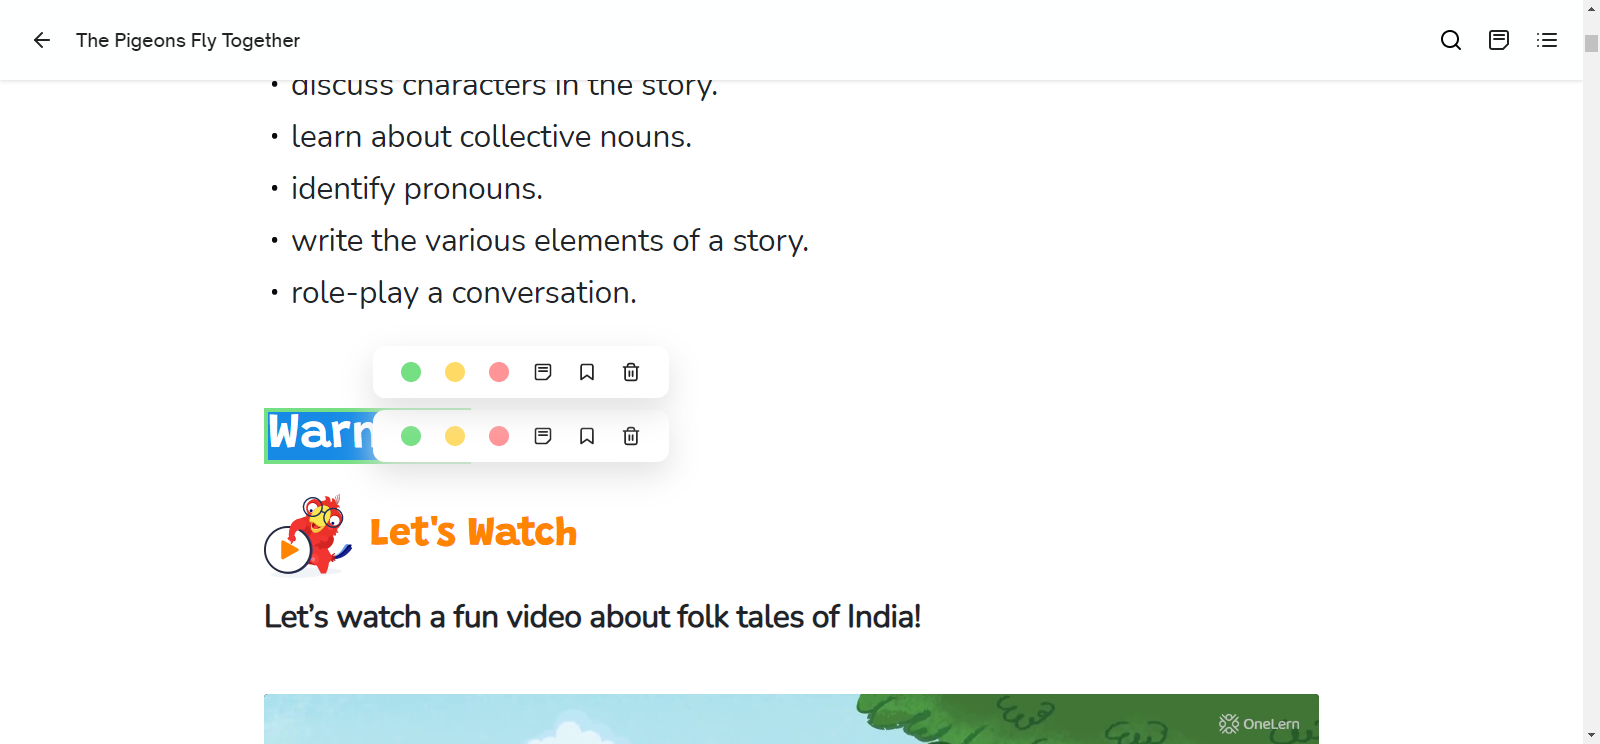 The Pigeons Fly Together
• discuss characters in the story.
• learn about collective nouns.
• identify pronouns.
• write the various elements of a story.
• role-play a conversation.
Let's Watch
Let’s watch a fun video about folk tales of India!
OneLern